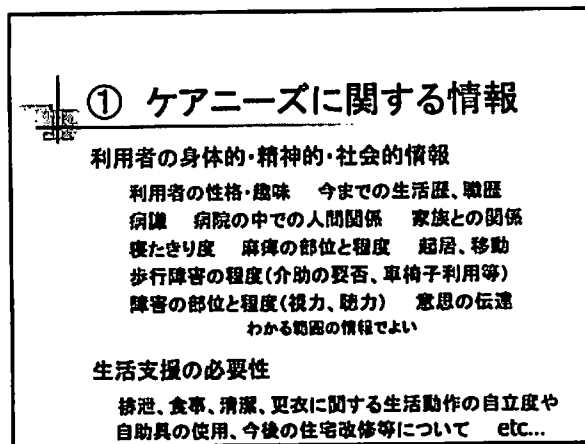 ① ケアニーズに関する情報
利用者の身体的・精神的・社会的情報
利用者の性格・趣味 今までの生活歴、職歴
病識 病院の中での人間関係 家族との関係
寝たきり度 麻痺の部位と程度 起居、移動
歩行障害の程度(介助の要否、車椅子利用等)
障害の部位と程度(視力、聴力) 意思の伝達
わかる範囲の情報でよい
生活支援の必要性
排泄、食事、清潔、更衣に関する生活動作の自立度や
自助具の使用、今後の住宅改修等について etc...